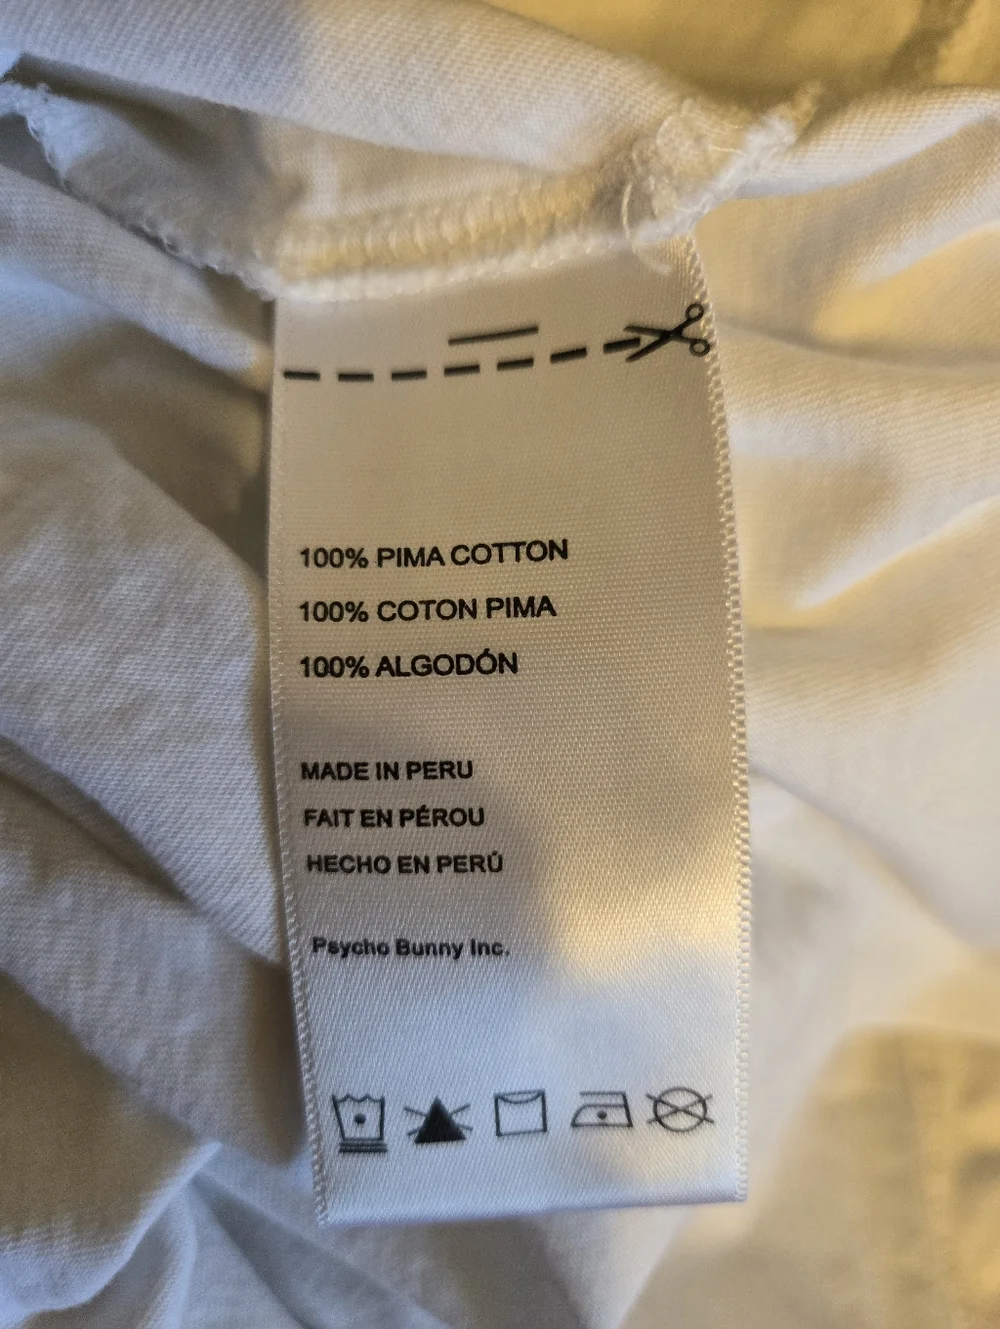 100% PIMA COTTON
100% COTON PIMA
100% ALGODÓN
MADE IN PERU
FAIT EN PÉROU
HECHO EN PERÚ
Psycho Bunny Inc.